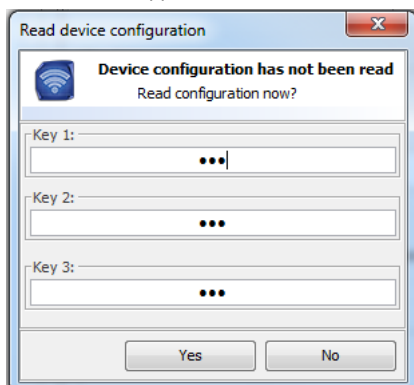 Read device configuration
Device configuration has not been read
Read configuration now?
Key 1:
•••
Key 2:
•••
Key 3:
•••
Yes
No